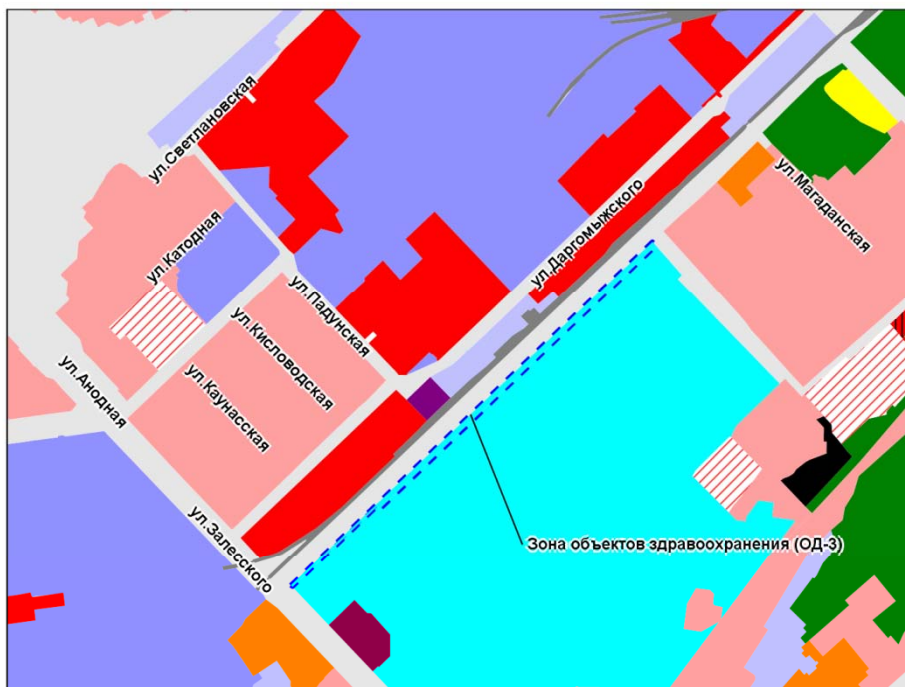 ул.Светлановская
ул.Магаданская
ул.Катодная
ул.Даргомыжского
ул.Падунская
ул.Кисловодская
ул.Каунасская
ул.Анодная
ул.Залесского
Зона объектов здравоохранения (ОД-3)